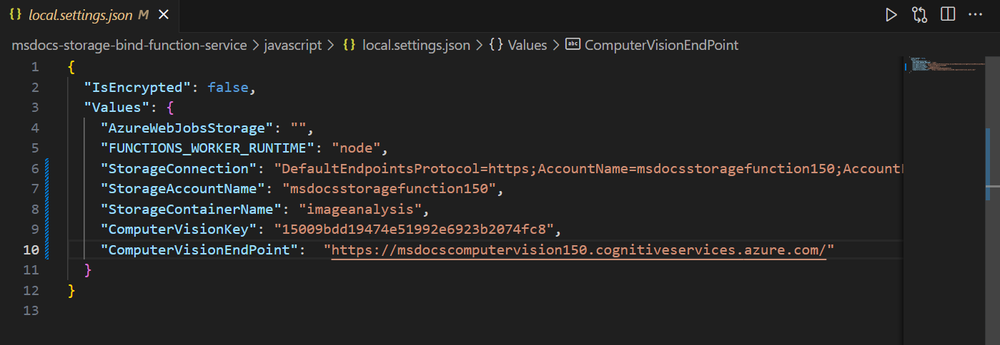 {} local.settings.json M ×
msdocs-storage-bind-function-service > javascript > {} local.settings.json > {} Values > abc ComputerVisionEndPoint
1 {
2 "IsEncrypted": false,
3 "Values": {
4 "AzureWebJobsStorage": "",
5 "FUNCTIONS_WORKER_RUNTIME": "node",
6 "StorageConnection": "DefaultEndpointsProtocol=https;AccountName=msdocsstoragefunction150;Account
7 "StorageAccountName": "msdocsstoragefunction150",
8 "StorageContainerName": "imageanalysis",
9 "ComputerVisionKey": "15009bdd19474e51992e6923b2074fc8",
10 "ComputerVisionEndPoint": "https://msdocscomputervision150.cognitiveservices.azure.com/"
11 }
12 }
13